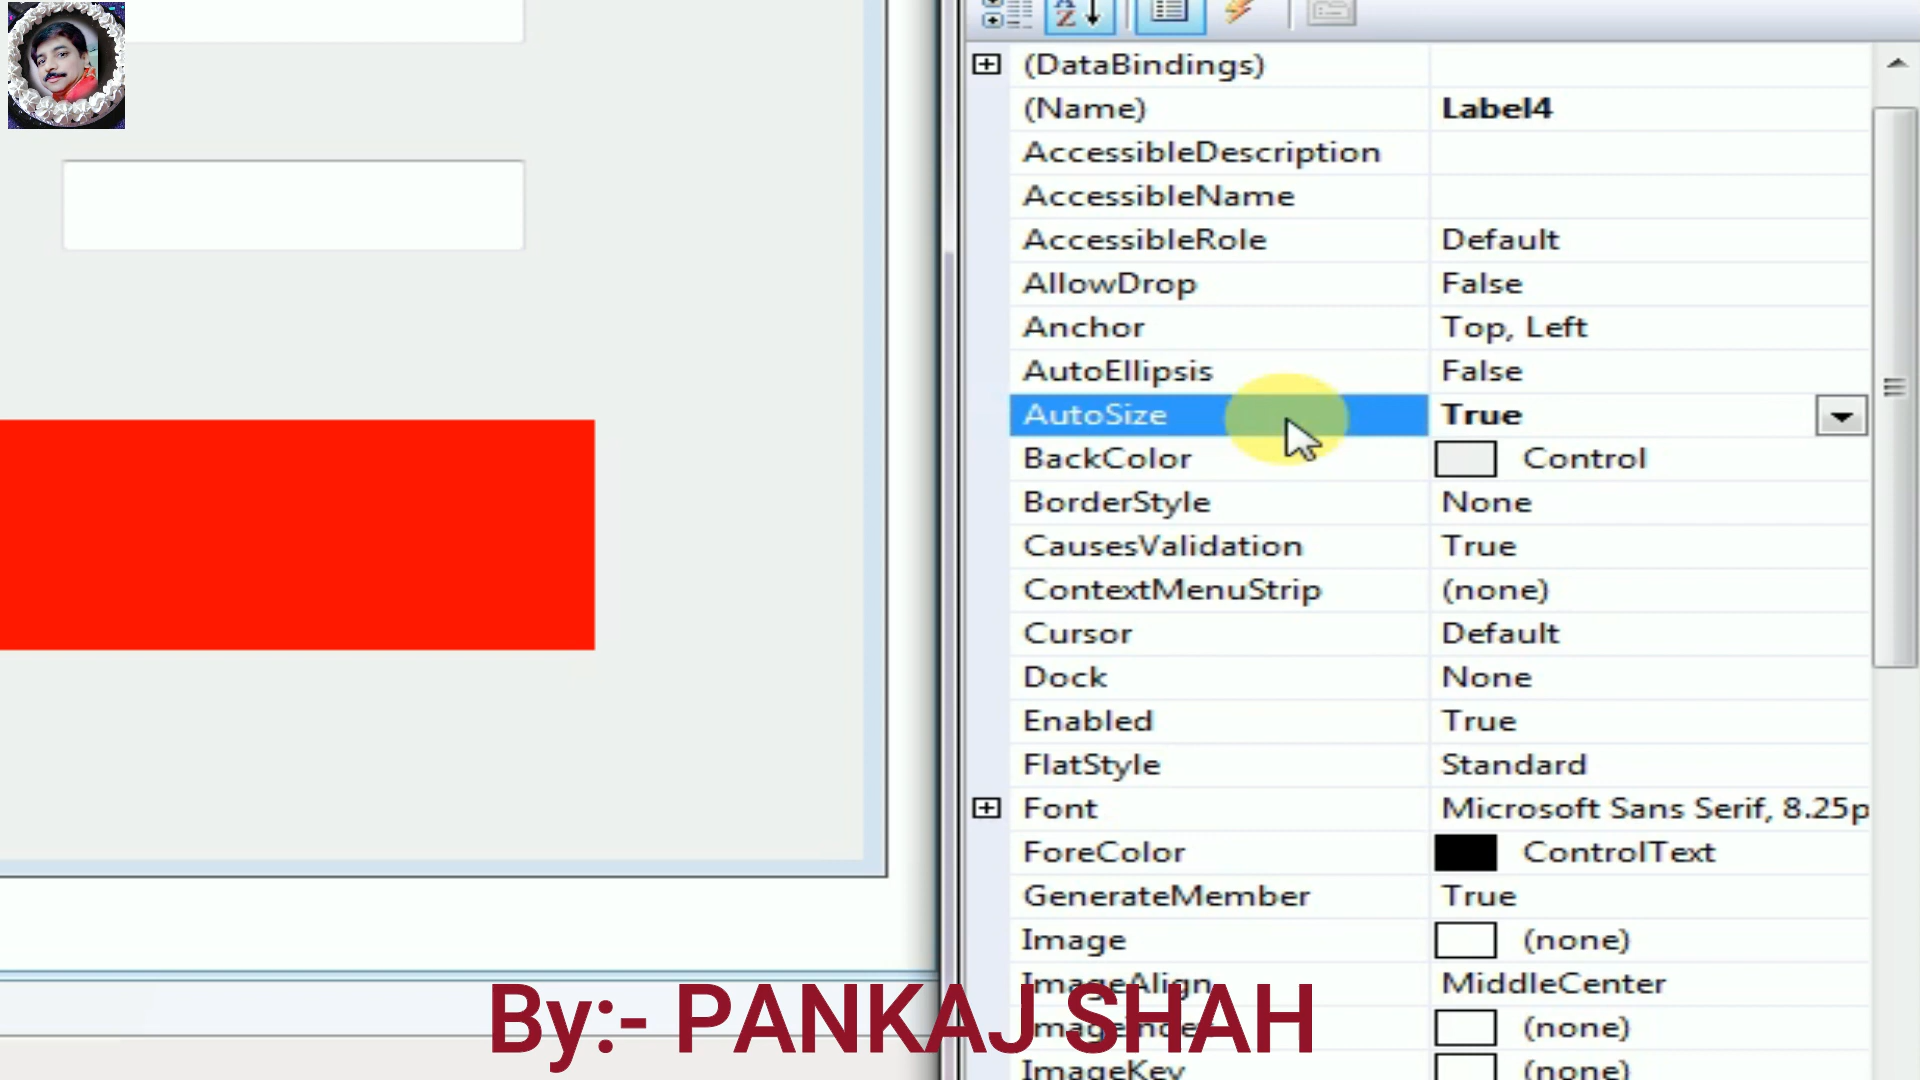 (DataBindings)
(Name) Label4
AccessibleDescription
AccessibleName
AccessibleRole Default
AllowDrop False
Anchor Top, Left
AutoEllipsis False
AutoSize True
BackColor Control
BorderStyle None
CausesValidation True
ContextMenuStrip (none)
Cursor Default
Dock None
Enabled True
FlatStyle Standard
Font Microsoft Sans Serif, 8.25p
ForeColor ControlText
GenerateMember True
Image (none)
ImageAlign MiddleCenter
By:- PANKAJ SHAH
ImageIndex (none)
ImageKey (none)